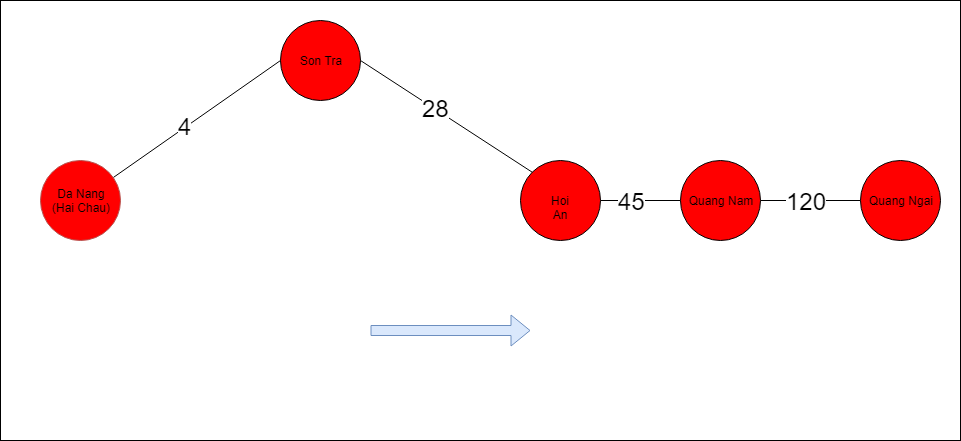 Son Tra
28
4
Da Nang
(Hai Chau)
Hoi
An
45
Quang Nam
120
Quang Ngai